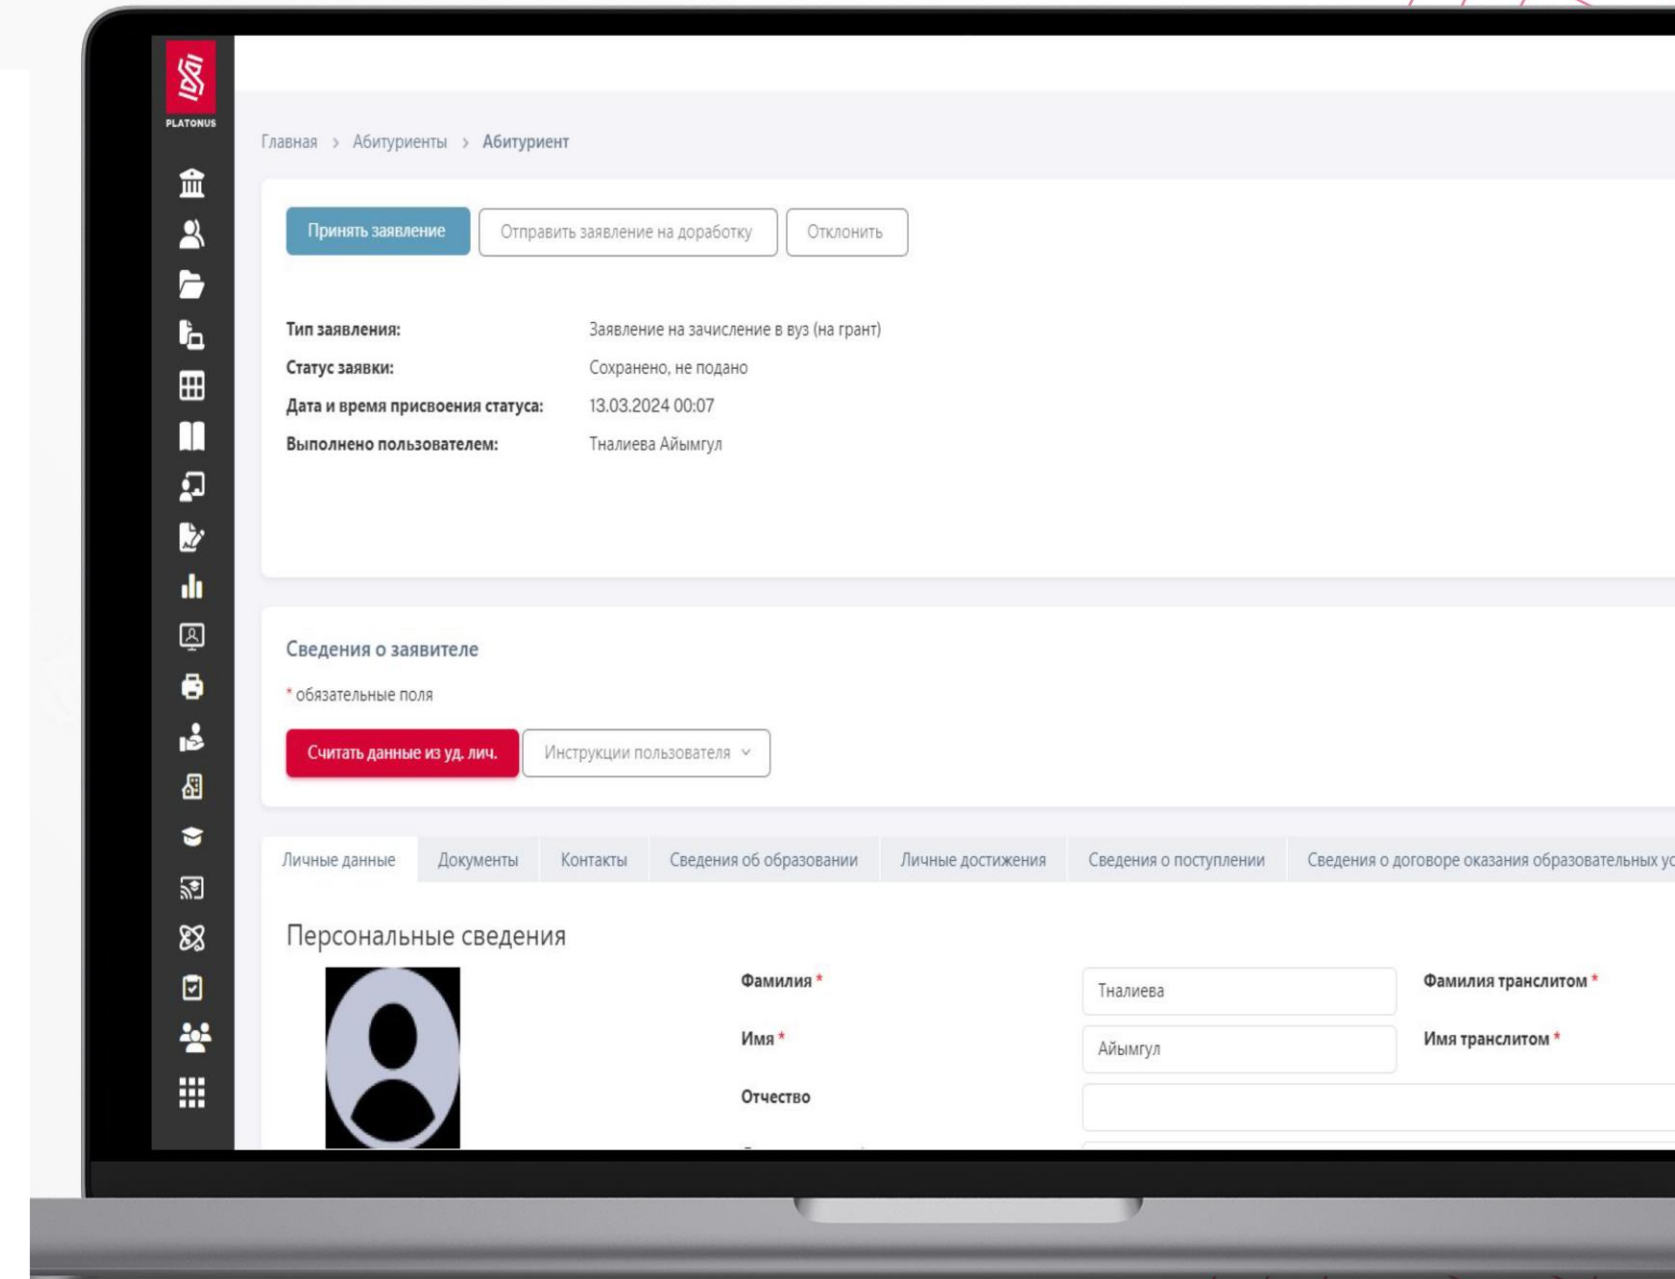 PLATONUS
Главная > Абитуриенты > Абитуриент
Принять заявление Отправить заявление на доработку Отклонить
Тип заявления: Заявление на зачисление в вуз (на грант)
Статус заявки: Сохранено, не подано
Дата и время присвоения статуса: 13.03.2024 00:07
Выполнено пользователем: Тналиева Айымгул
Сведения о заявителе
* обязательные поля
Считать данные из уд. лич. Инструкции пользователя
Личные данные Документы Контакты Сведения об образовании Личные достижения Сведения о поступлении Сведения о договоре оказания образовательных ус
Персональные сведения
Фамилия * Тналиева Фамилия транслитом *
Имя * Айымгул Имя транслитом *
Отчество